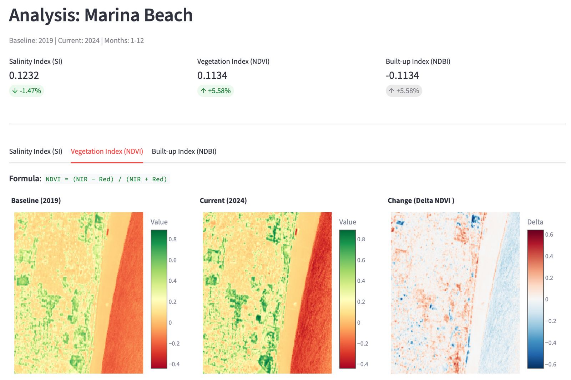 Analysis: Marina Beach
Baseline: 2019 | Current: 2024 | Months: 1-12
Salinity Index (SI)
0.1232
↓ -1.47%
Vegetation Index (NDVI)
0.1134
↑ +5.58%
Built-up Index (NDBI)
-0.1134
↑ +5.58%
Salinity Index (SI) Vegetation Index (NDVI) Built-up Index (NDBI)
Formula: NDVI = (NIR - Red) / (NIR + Red)
Baseline (2019)
Value
0.8
0.6
0.4
0.2
0
−0.2
−0.4
Current (2024)
Value
0.8
0.6
0.4
0.2
0
−0.2
−0.4
Change (Delta NDVI )
Delta
0.6
0.4
0.2
0
−0.2
−0.4
−0.6